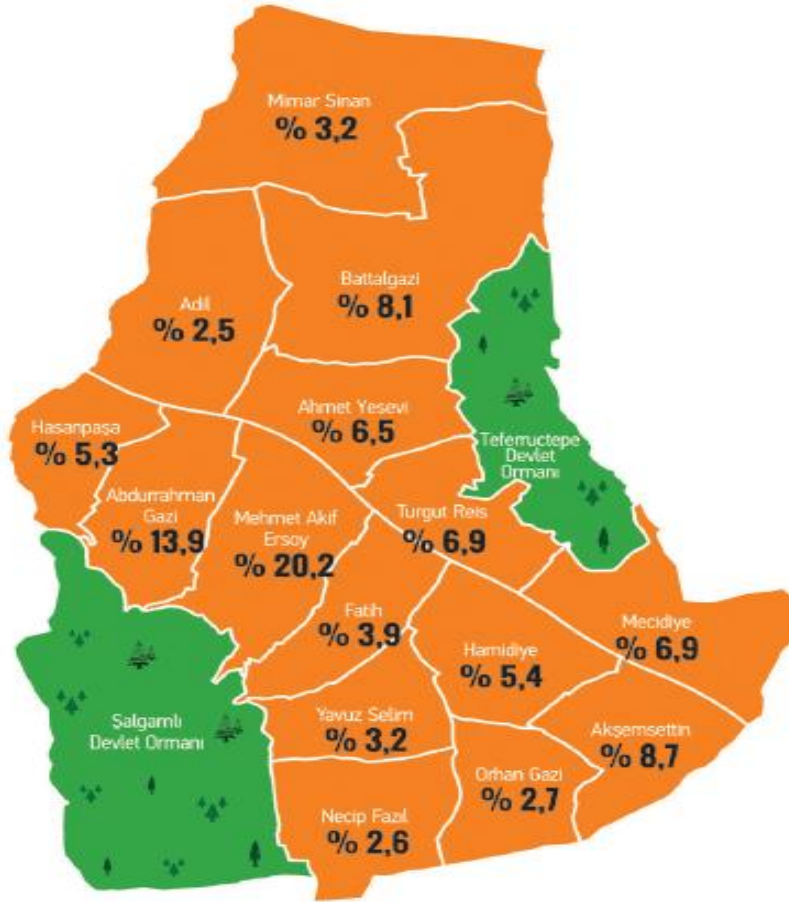 Mimar Sinan
% 3,2
Battalgazi
% 8,1
Adil
% 2,5
Ahmet Yesevi
% 6,5
Hasanpaşa
% 5,3
Teferructepe
Devlet
Ormanı
Abdurrahman
Gazi
% 13,9
Mehmet Akif
Ersoy
% 20,2
Turgut Reis
% 6,9
Fatih
% 3,9
Mecidiye
% 6,9
Hamidiye
% 5,4
Şalgamlı
Devlet Ormanı
Yavuz Selim
% 3,2
Akşemsettin
% 8,7
Orhan Gazi
% 2,7
Necip Fazıl
% 2,6